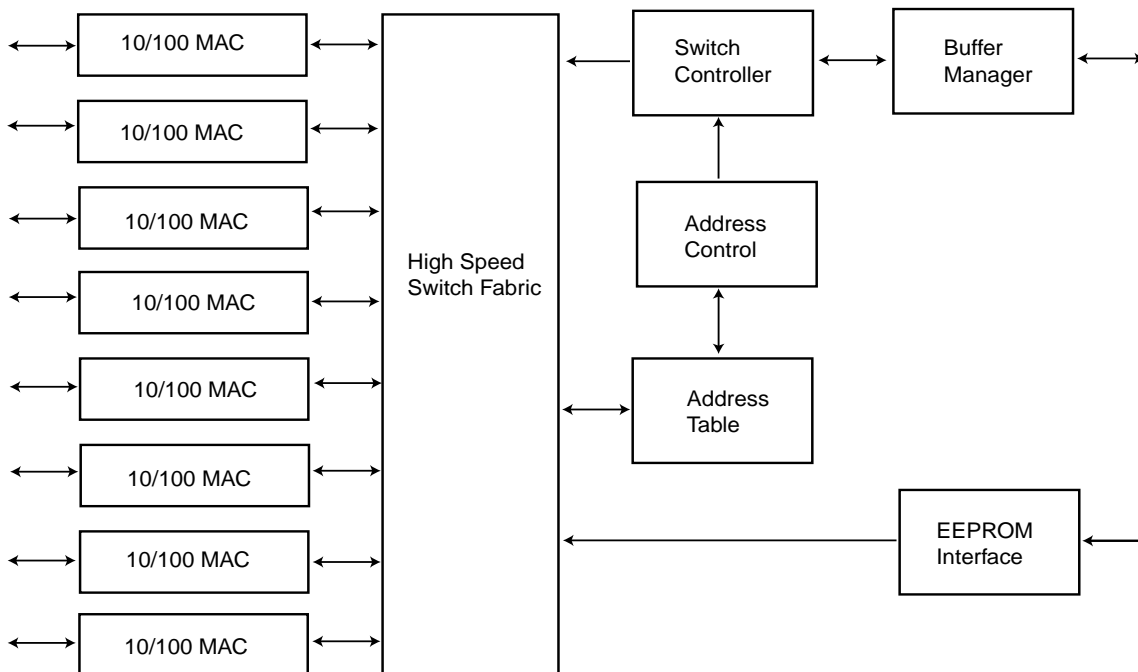 10/100 MAC
10/100 MAC
10/100 MAC
10/100 MAC
10/100 MAC
10/100 MAC
10/100 MAC
10/100 MAC
High Speed
Switch Fabric
Switch
Controller
Buffer
Manager
Address
Control
Address
Table
EEPROM
Interface